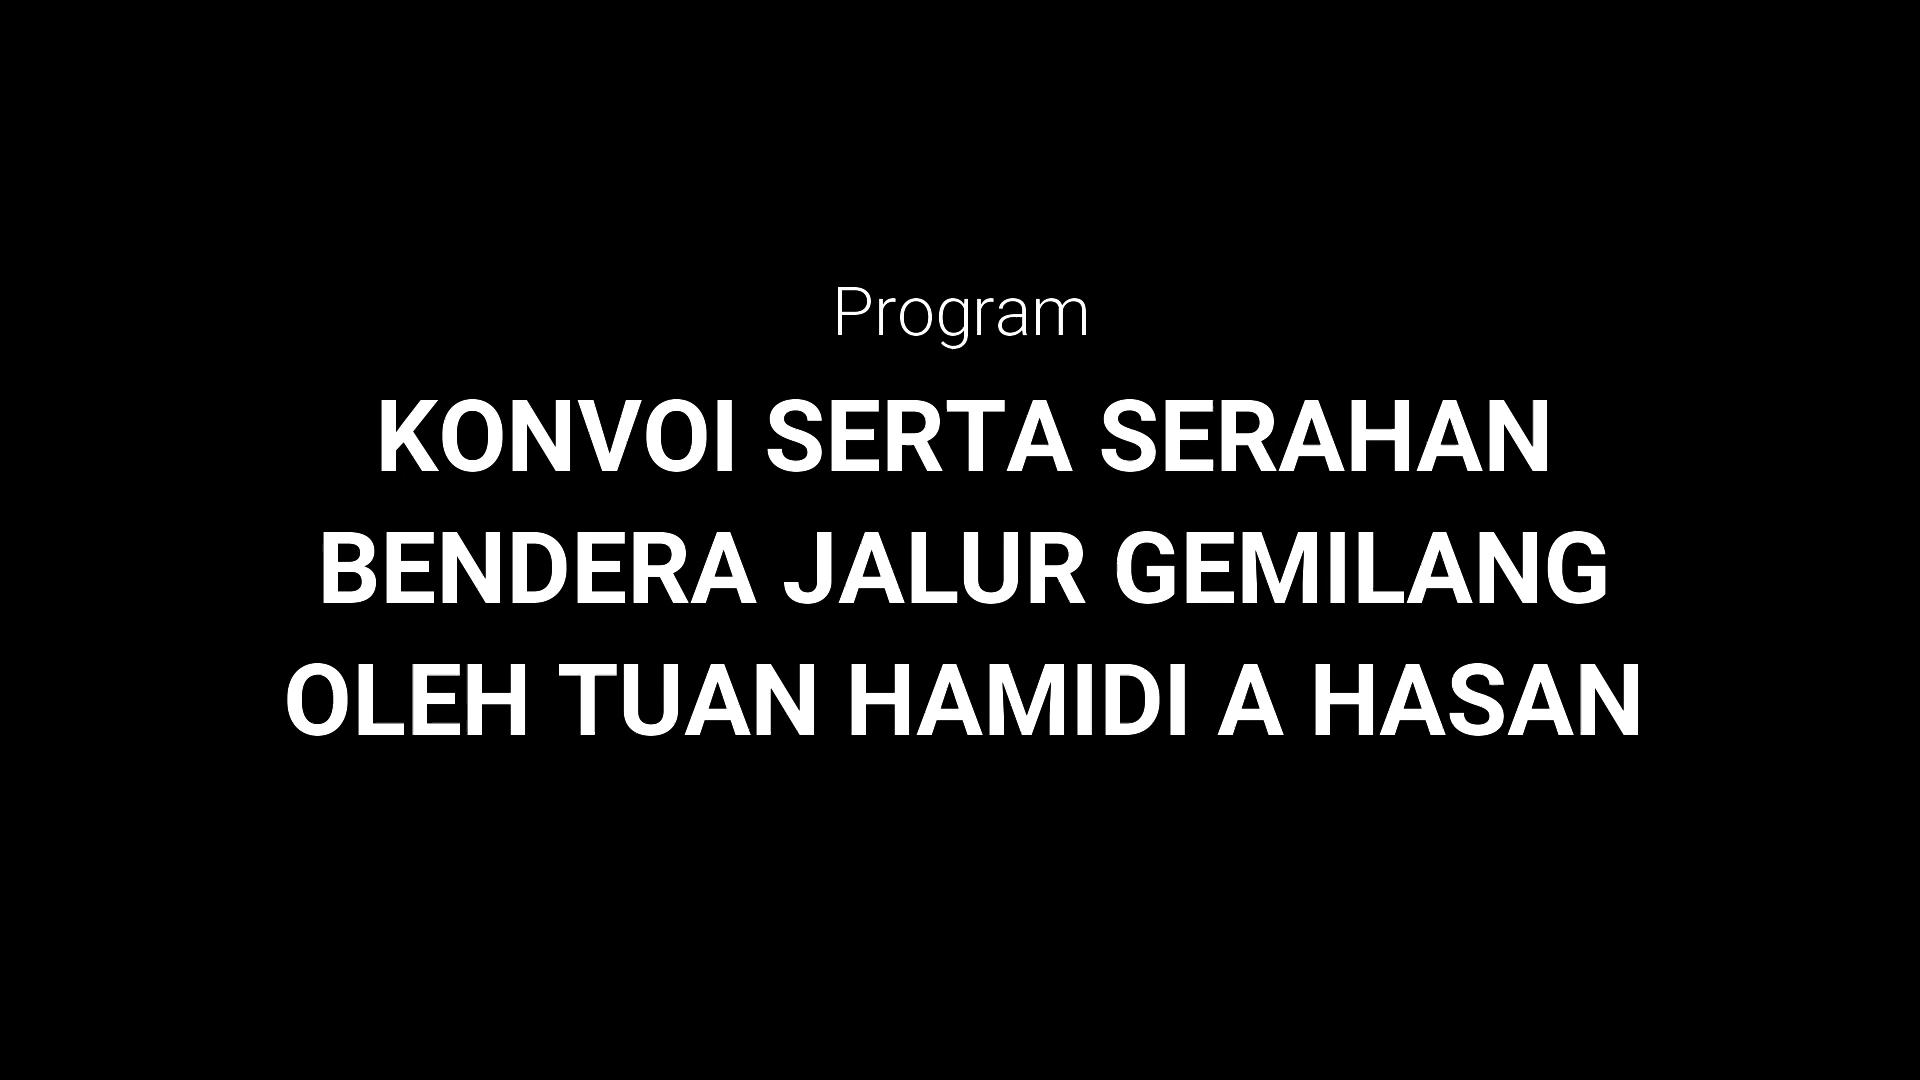 Program
KONVOI SERTA SERAHAN
BENDERA JALUR GEMILANG
OLEH TUAN HAMIDI A HASAN